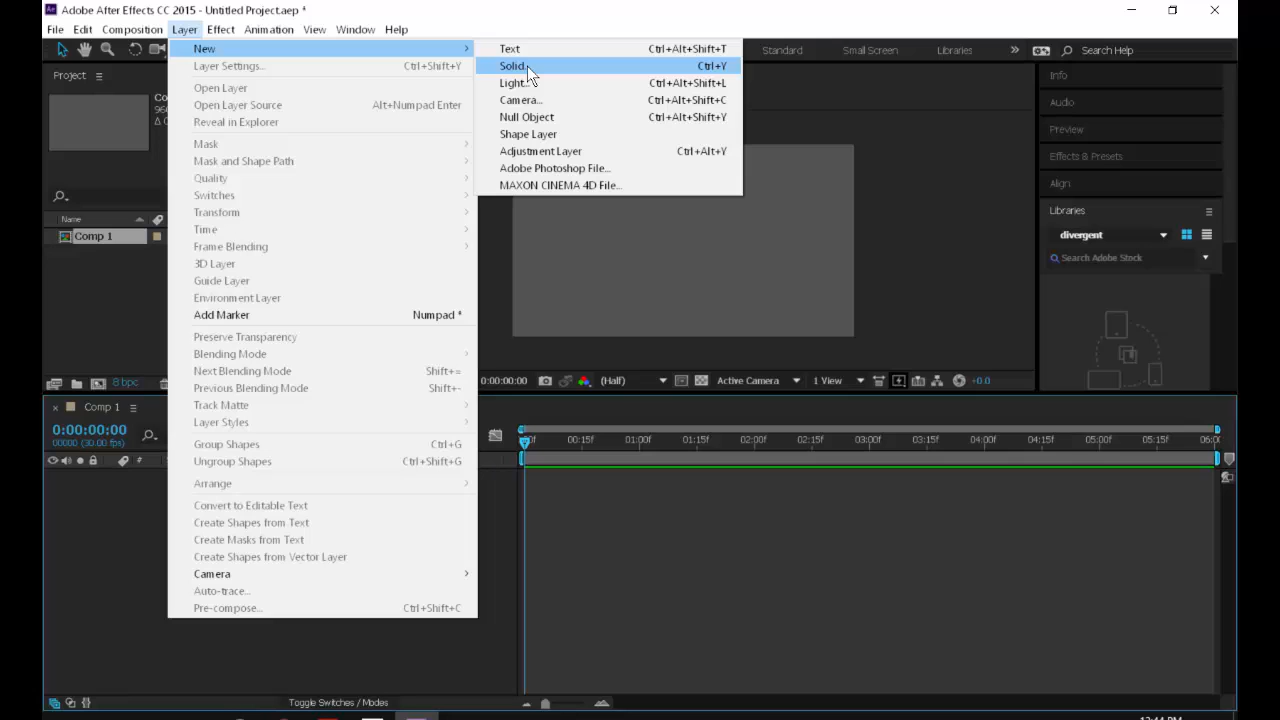 Adobe After Effects CC 2015 - Untitled Project.aep *
File Edit Composition Layer Effect Animation View Window Help
Standard Small Screen Libraries » Search Help
Project
New
Layer Settings... Ctrl+Shift+Y
Open Layer
Open Layer Source Alt+Numpad Enter
Reveal in Explorer
Mask
Mask and Shape Path
Quality
Switches
Transform
Time
Frame Blending
3D Layer
Guide Layer
Environment Layer
Add Marker Numpad *
Preserve Transparency
Blending Mode
Next Blending Mode Shift+=
Previous Blending Mode Shift+-
Track Matte
Layer Styles
Group Shapes Ctrl+G
Ungroup Shapes Ctrl+Shift+G
Arrange
Convert to Editable Text
Create Shapes from Text
Create Masks from Text
Create Shapes from Vector Layer
Camera
Auto-trace...
Pre-compose... Ctrl+Shift+C
Text Ctrl+Alt+Shift+T
Solid... Ctrl+Y
Light... Ctrl+Alt+Shift+L
Camera... Ctrl+Alt+Shift+C
Null Object Ctrl+Alt+Shift+Y
Shape Layer
Adjustment Layer Ctrl+Alt+Y
Adobe Photoshop File...
MAXON CINEMA 4D File...
Name
Comp 1
8 bpc
0:00:00:00 (Half) Active Camera 1 View +0.0
Info
Audio
Preview
Effects & Presets
Align
Libraries
divergent
Search Adobe Stock
Comp 1
0:00:00:00
00000 (30.00 fps)
#
00:15f 01:00f 01:15f 02:00f 02:15f 03:00f 03:15f 04:00f 04:15f 05:00f 05:15f
Toggle Switches / Modes